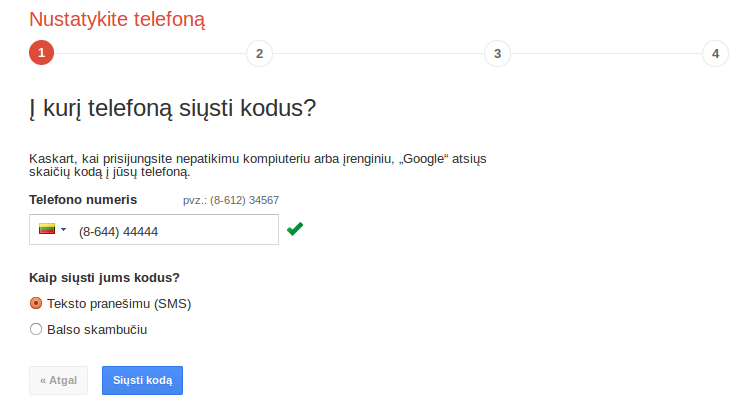 Nustatykite telefoną
1 2 3 4
Į kurį telefoną siųsti kodus?
Kaskart, kai prisijungsite nepatikimu kompiuteriu arba įrenginiu, „Google“ atsiųs
skaičių kodą į jūsų telefoną.
Telefono numeris pvz.: (8-612) 34567
(8-644) 44444
Kaip siųsti jums kodus?
Teksto pranešimu (SMS)
Balso skambučiu
« Atgal Siųsti kodą